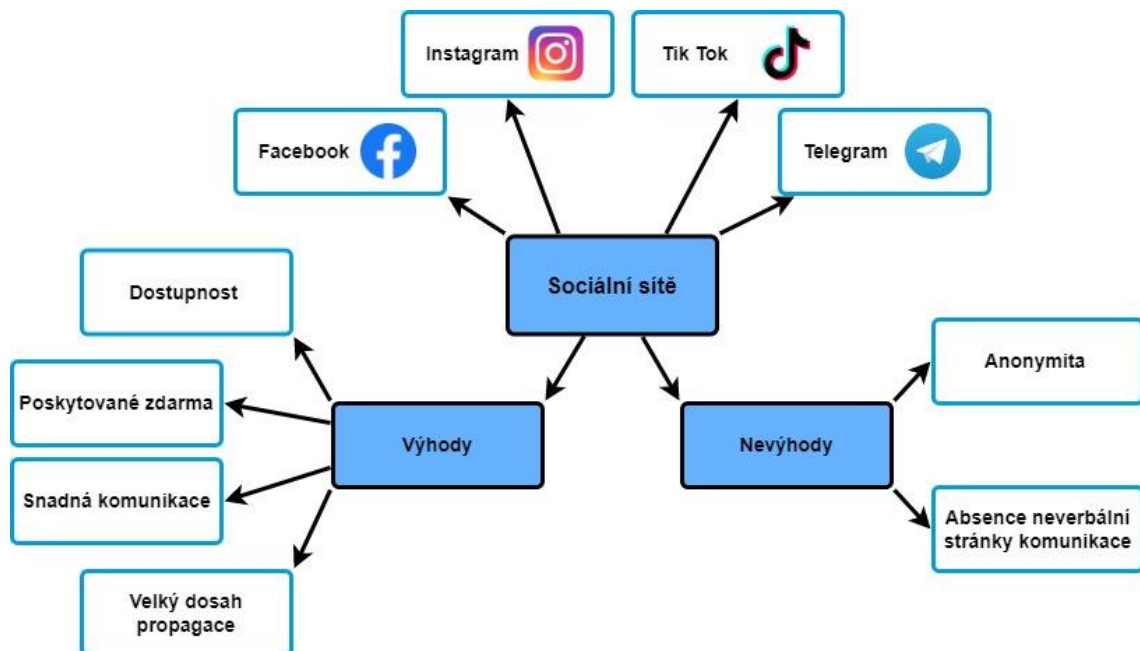 Instagram
Tik Tok
Facebook
Telegram
Sociální sítě
Dostupnost
Poskytované zdarma
Snadná komunikace
Velký dosah
propagace
Výhody
Nevýhody
Anonymita
Absence neverbální
stránky komunikace